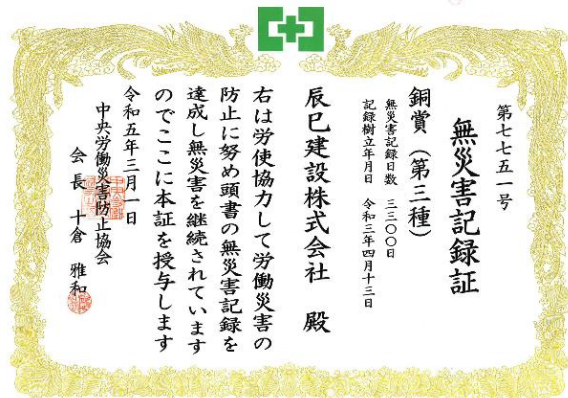 第七七五一号
無災害記録証
銅賞（第三種）
無災害記録日数　三三〇〇日
記録樹立年月日　令和三年四月十三日
辰巳建設株式会社　殿
右は労使協力して労働災害の
防止に努め頭書の無災害記録を
達成し無災害を継続されています
のでここに本証を授与します
令和五年三月一日
中央労働災害防止協会
会長　十倉　雅和